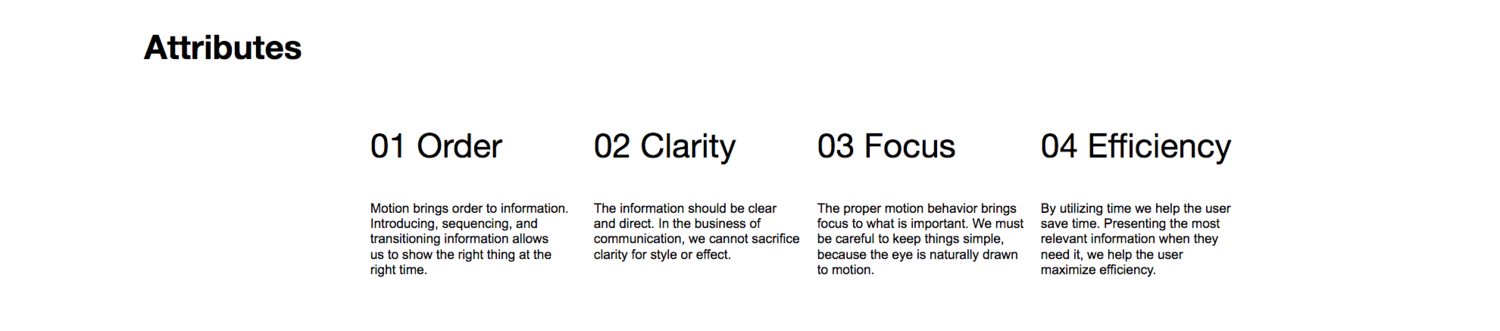 Attributes
01 Order
Motion brings order to information.
Introducing, sequencing, and
transitioning information allows
us to show the right thing at the
right time.
02 Clarity
The information should be clear
and direct. In the business of
communication, we cannot sacrifice
clarity for style or effect.
03 Focus
The proper motion behavior brings
focus to what is important. We must
be careful to keep things simple,
because the eye is naturally drawn
to motion.
04 Efficiency
By utilizing time we help the user
save time. Presenting the most
relevant information when they
need it, we help the user
maximize efficiency.